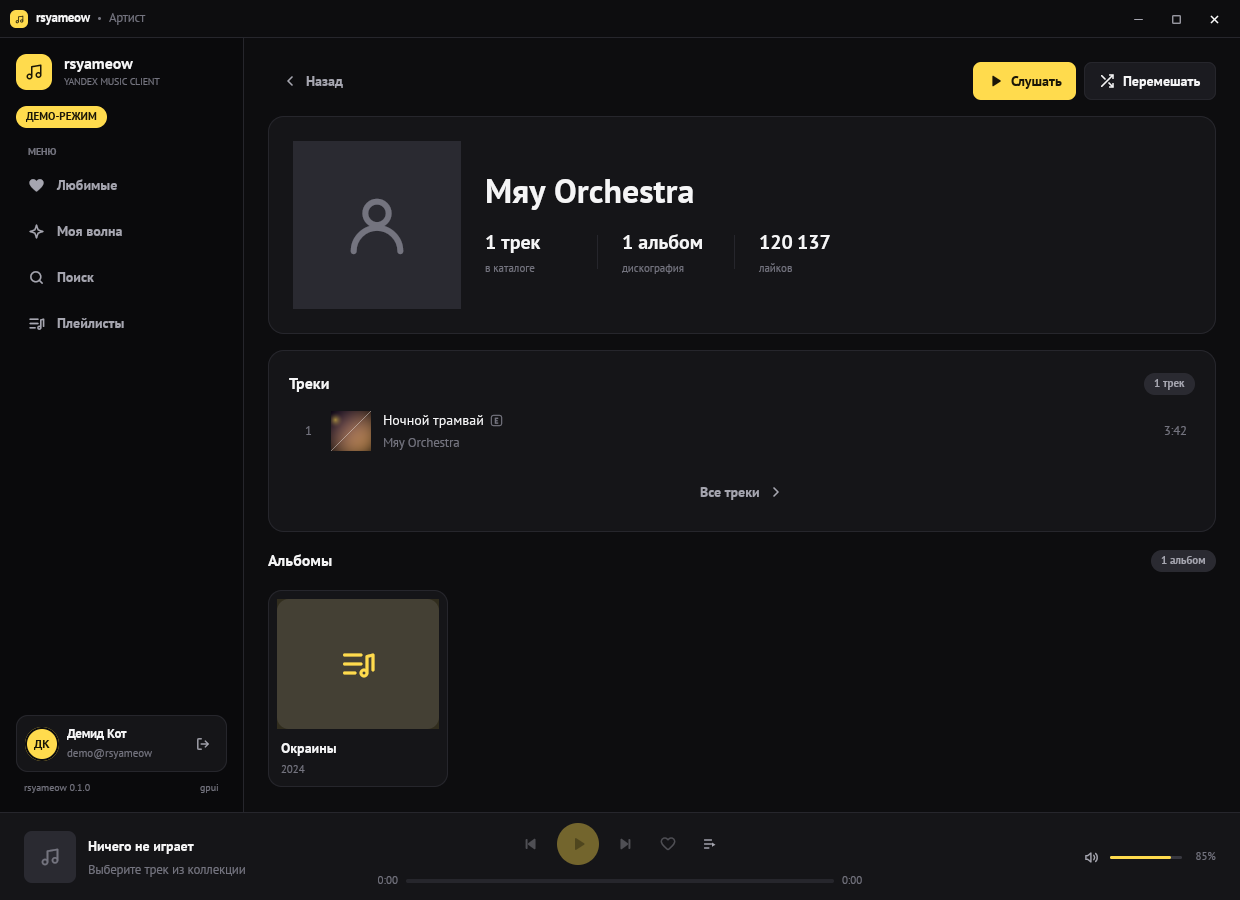 rsyameow • Артист
rsyameow
YANDEX MUSIC CLIENT
ДЕМО-РЕЖИМ
МЕНЮ
Любимые
Моя волна
Поиск
Плейлисты
Демид Кот
ДК
demo@rsyameow
rsyameow 0.1.0
gpui
Назад
Слушать
Перемешать
Мяу Orchestra
1 трек
в каталоге
1 альбом
дискография
120 137
лайков
Треки
1 трек
1
Ночной трамвай E
Мяу Orchestra
3:42
Все треки
Альбомы
1 альбом
Окраины
2024
Ничего не играет
Выберите трек из коллекции
0:00
0:00
85%